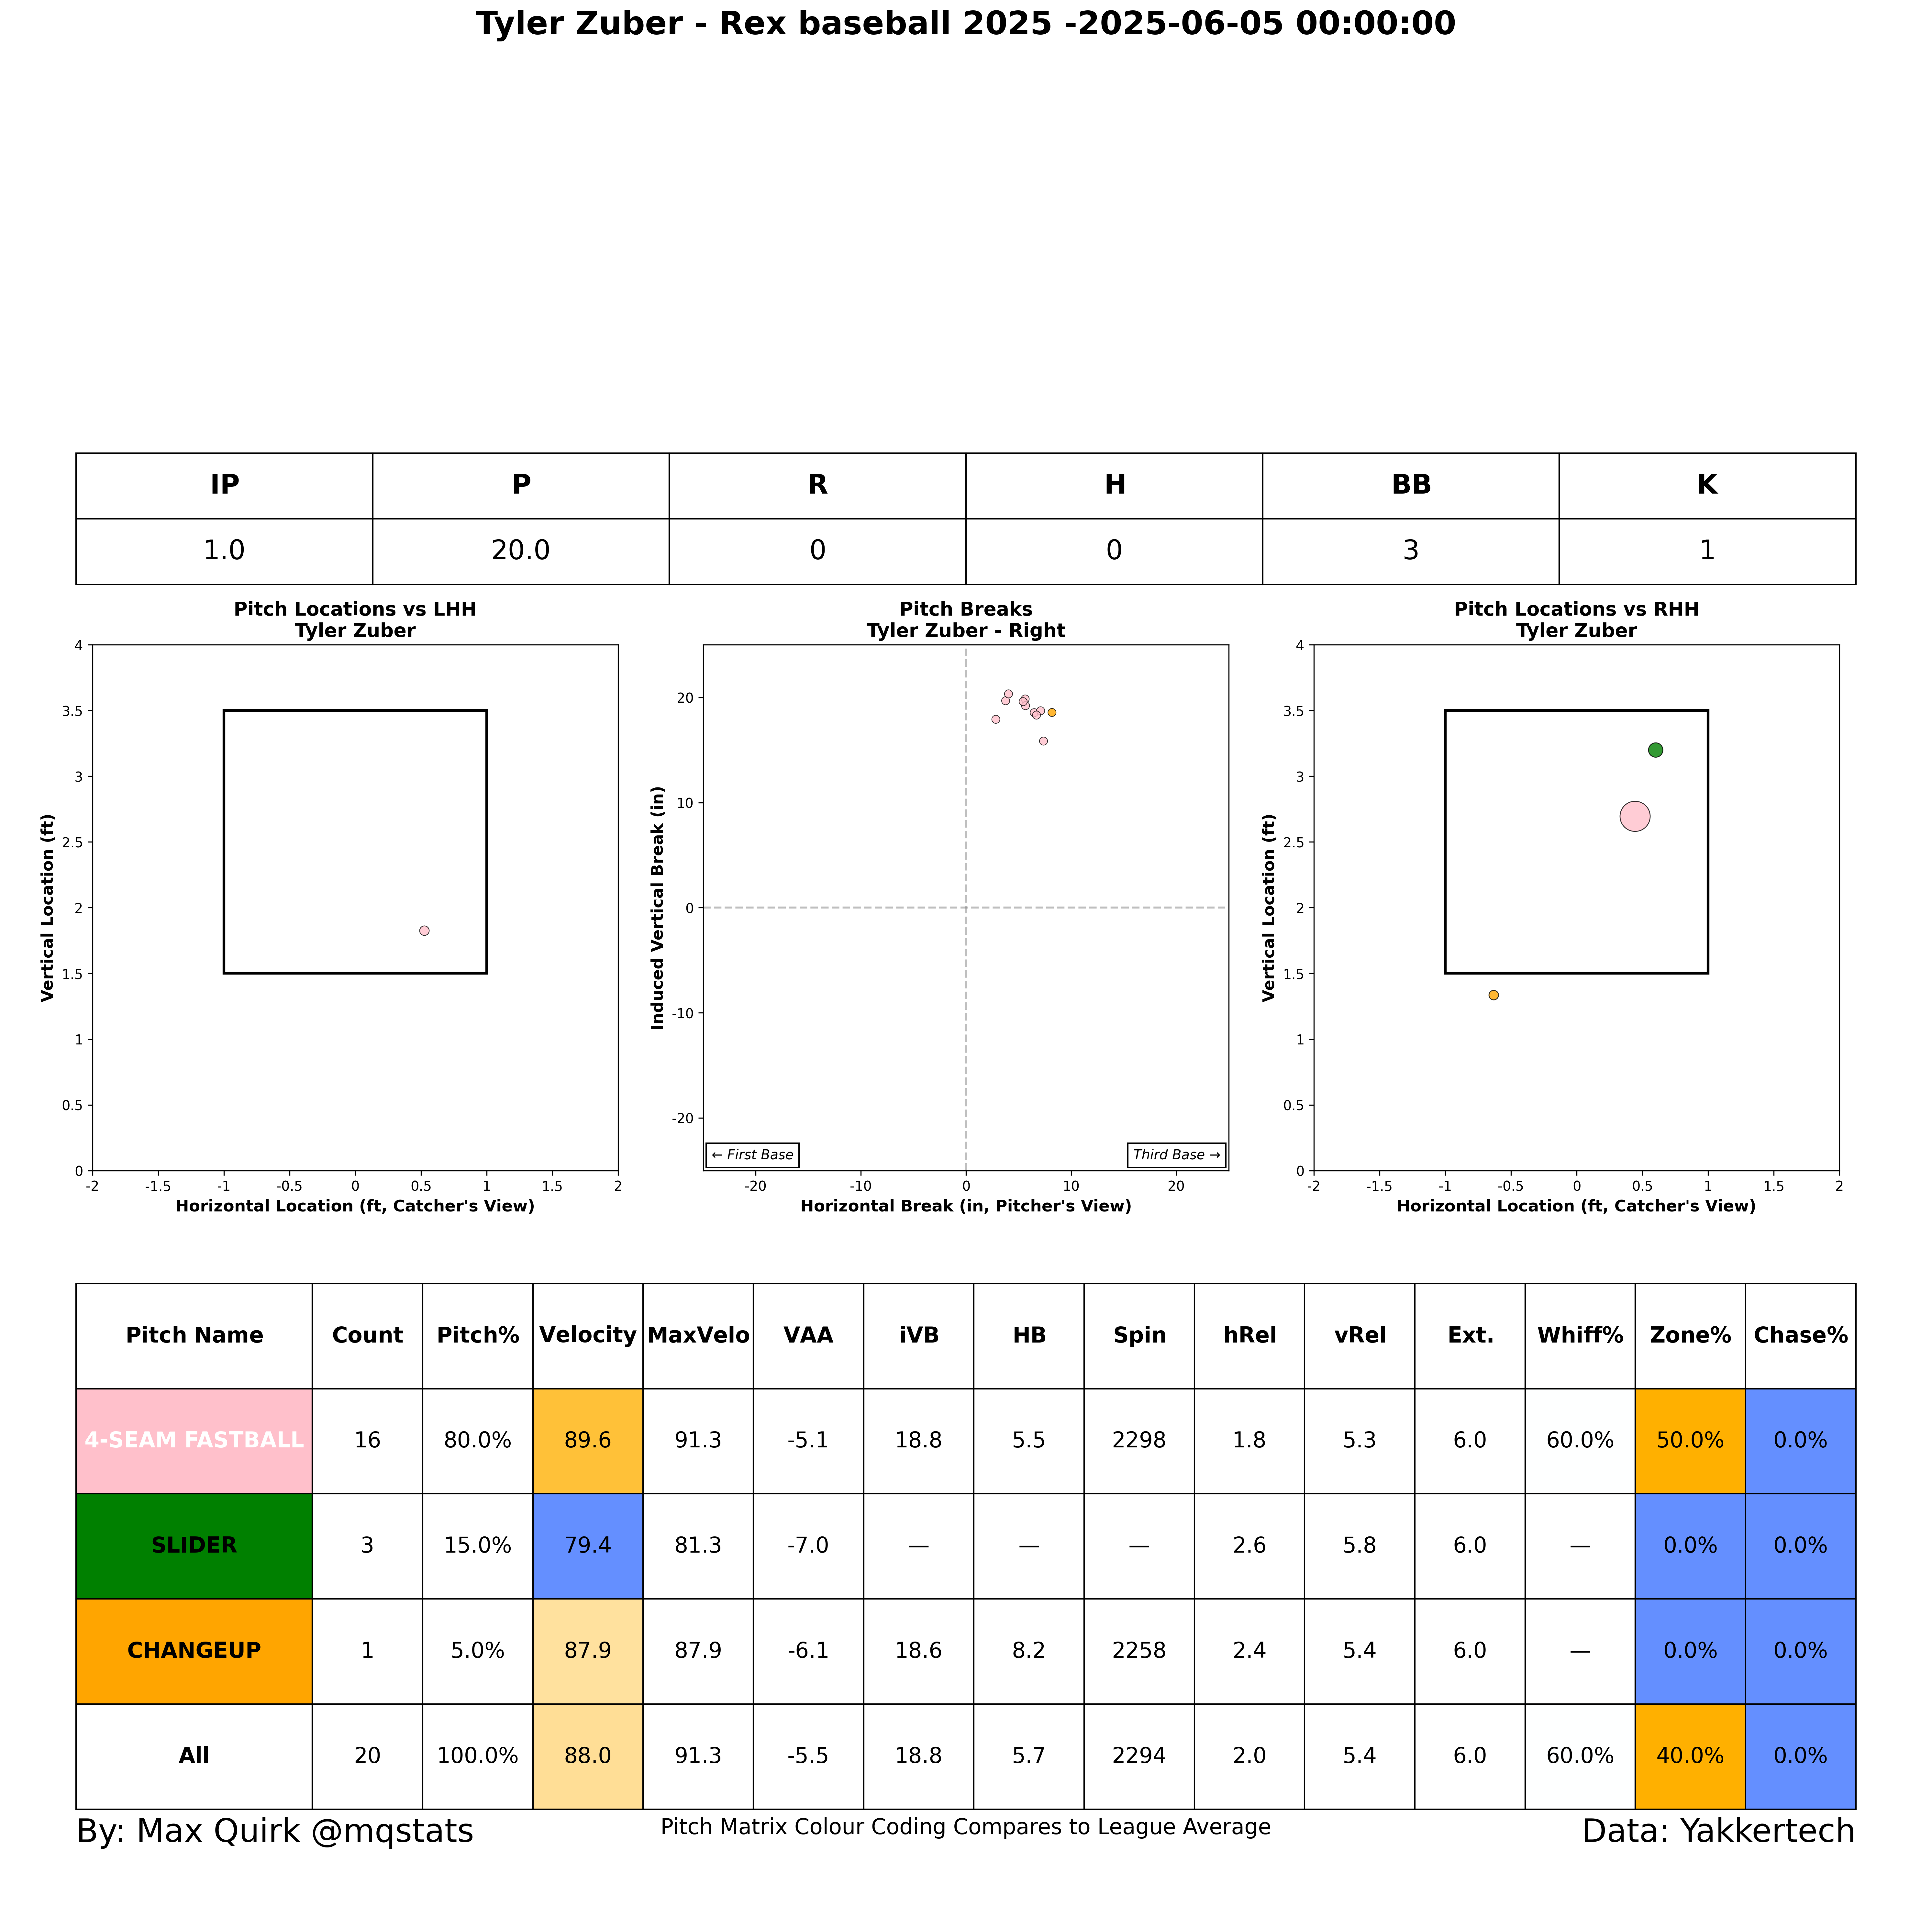 Tyler Zuber - Rex baseball 2025 -2025-06-05 00:00:00
IP P R H BB K
1.0 20.0 0 0 3 1
Pitch Locations vs LHH
Tyler Zuber
4
3.5
3
2.5
2
1.5
1
0.5
0
-2 -1.5 -1 -0.5 0 0.5 1 1.5 2
Vertical Location (ft)
Horizontal Location (ft, Catcher's View)
Pitch Breaks
Tyler Zuber - Right
20
10
0
-10
-20
← First Base
Third Base →
-20 -10 0 10 20
Induced Vertical Break (in)
Horizontal Break (in, Pitcher's View)
Pitch Locations vs RHH
Tyler Zuber
4
3.5
3
2.5
2
1.5
1
0.5
0
-2 -1.5 -1 -0.5 0 0.5 1 1.5 2
Vertical Location (ft)
Horizontal Location (ft, Catcher's View)
Pitch Name Count Pitch% Velocity MaxVelo VAA iVB HB Spin hRel vRel Ext. Whiff% Zone% Chase%
4-SEAM FASTBALL 16 80.0% 89.6 91.3 -5.1 18.8 5.5 2298 1.8 5.3 6.0 60.0% 50.0% 0.0%
SLIDER 3 15.0% 79.4 81.3 -7.0 — — — 2.6 5.8 6.0 — 0.0% 0.0%
CHANGEUP 1 5.0% 87.9 87.9 -6.1 18.6 8.2 2258 2.4 5.4 6.0 — 0.0% 0.0%
All 20 100.0% 88.0 91.3 -5.5 18.8 5.7 2294 2.0 5.4 6.0 60.0% 40.0% 0.0%
By: Max Quirk @mqstats
Pitch Matrix Colour Coding Compares to League Average
Data: Yakkertech